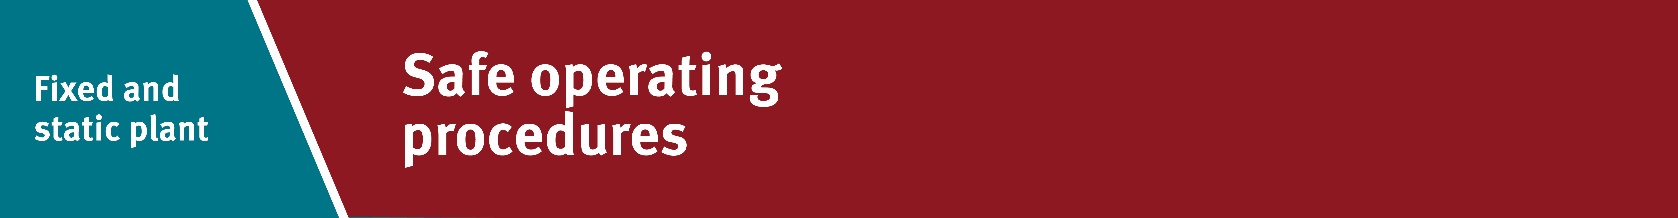 Fixed and
static plant
Safe operating
procedures